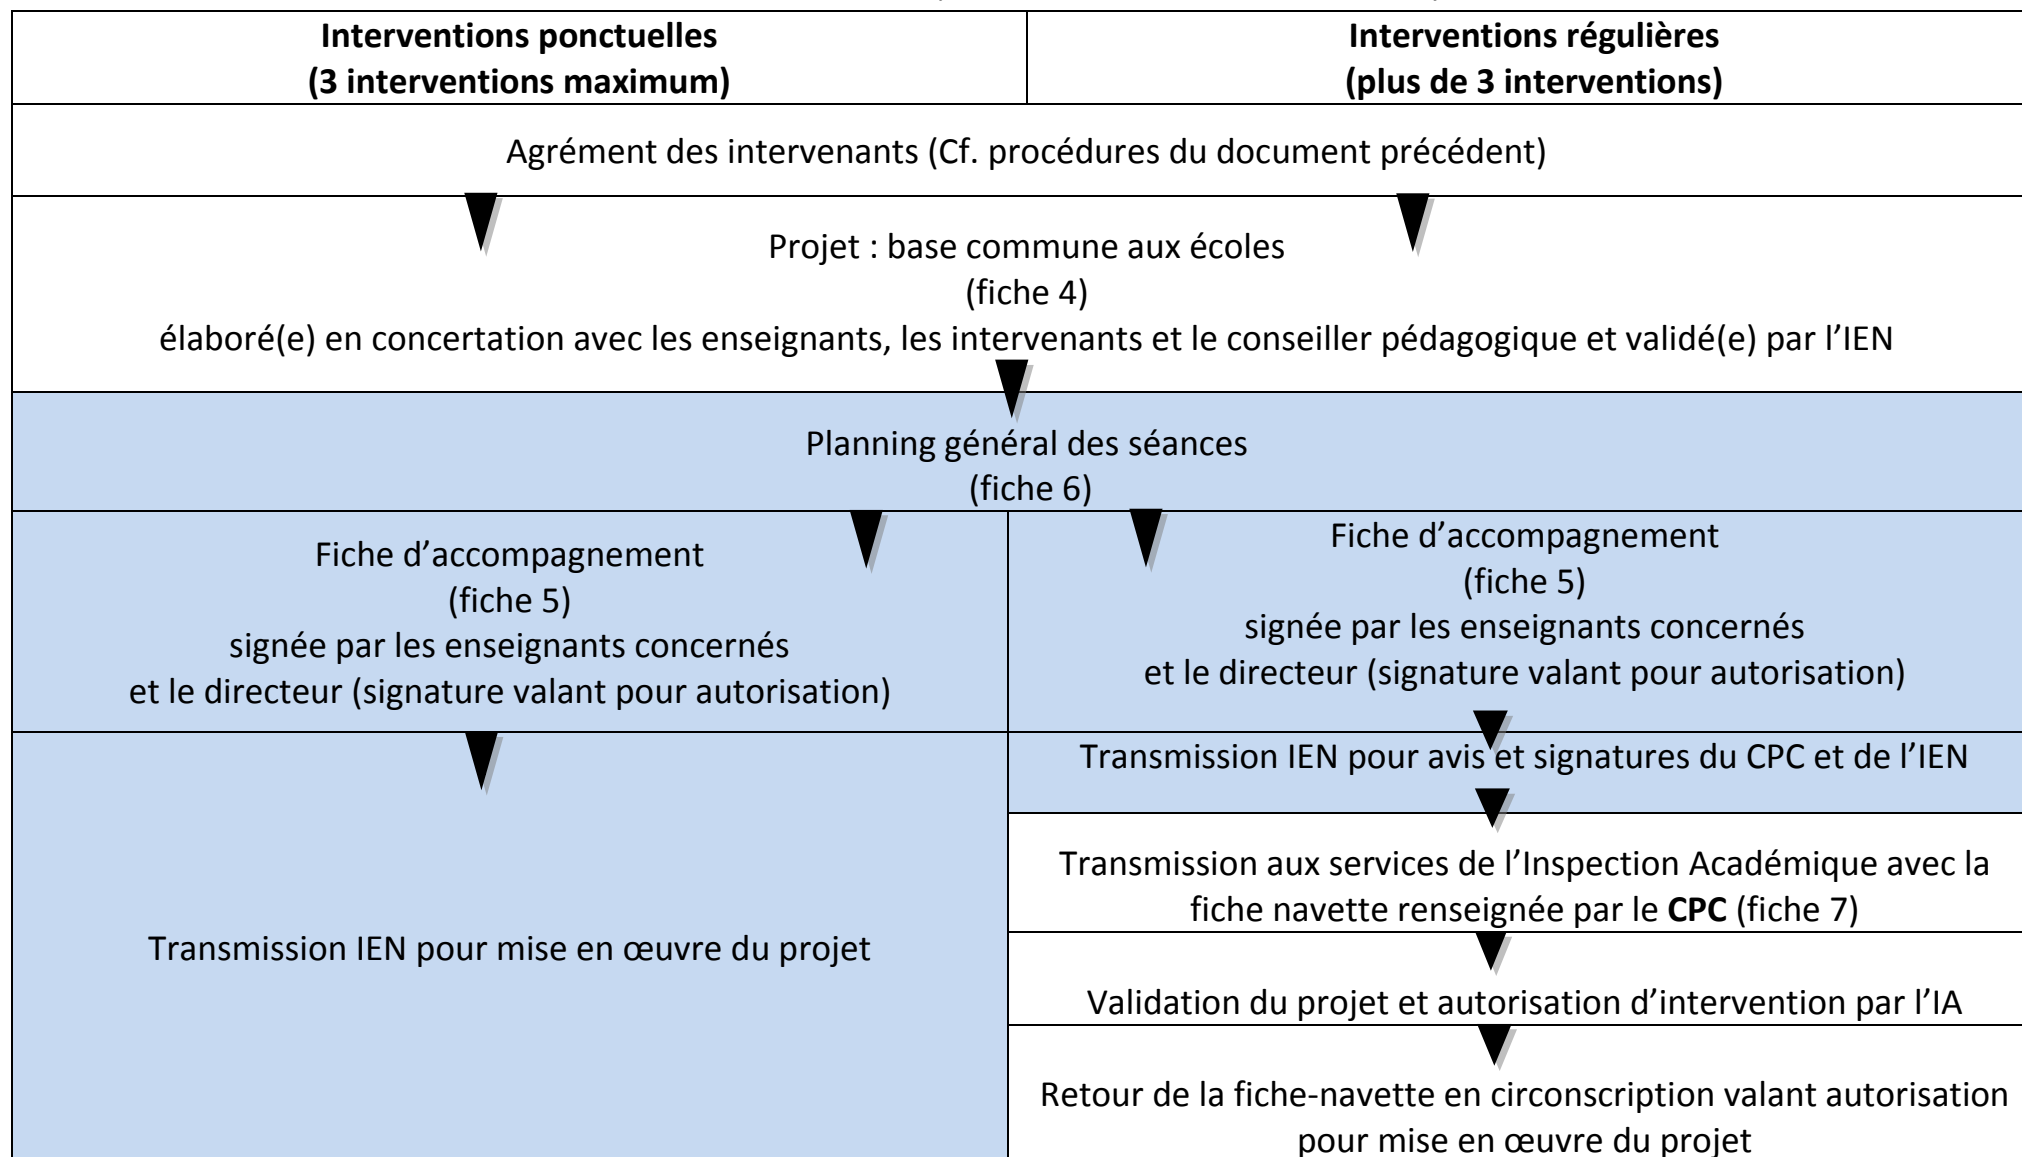 Interventions ponctuelles
(3 interventions maximum)
Interventions régulières
(plus de 3 interventions)
Agrément des intervenants (Cf. procédures du document précédent)
Projet : base commune aux écoles
(fiche 4)
élaboré(e) en concertation avec les enseignants, les intervenants et le conseiller pédagogique et validé(e) par l’IEN
Planning général des séances
(fiche 6)
Fiche d’accompagnement
(fiche 5)
signée par les enseignants concernés
et le directeur (signature valant pour autorisation)
Fiche d’accompagnement
(fiche 5)
signée par les enseignants concernés
et le directeur (signature valant pour autorisation)
Transmission IEN pour mise en œuvre du projet
Transmission IEN pour avis et signatures du CPC et de l’IEN
Transmission aux services de l’Inspection Académique avec la
fiche navette renseignée par le CPC (fiche 7)
Validation du projet et autorisation d’intervention par l’IA
Retour de la fiche-navette en circonscription valant autorisation
pour mise en œuvre du projet